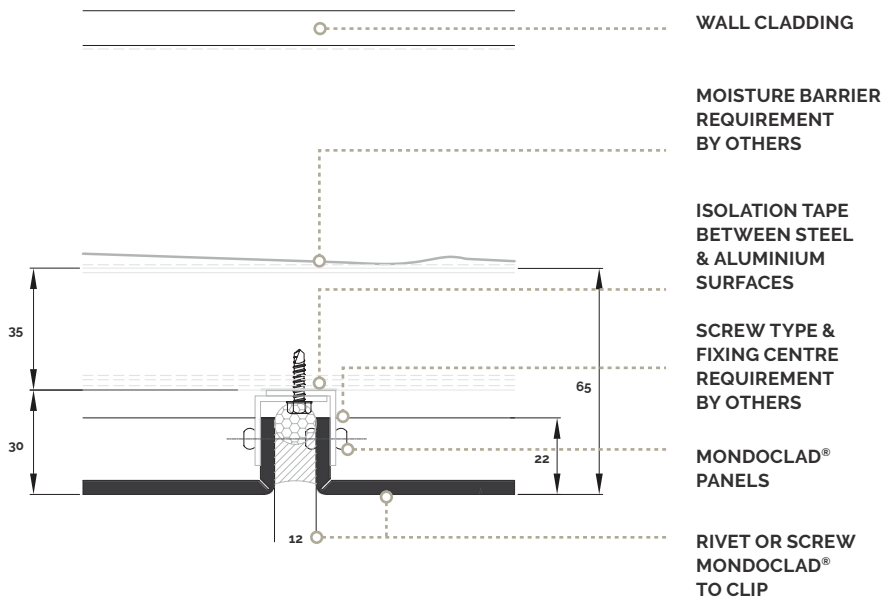 WALL CLADDING
MOISTURE BARRIER
REQUIREMENT
BY OTHERS
ISOLATION TAPE
BETWEEN STEEL
& ALUMINIUM
SURFACES
SCREW TYPE &
FIXING CENTRE
REQUIREMENT
BY OTHERS
MONDOCLAD®
PANELS
RIVET OR SCREW
MONDOCLAD®
TO CLIP
35
65
30
22
12